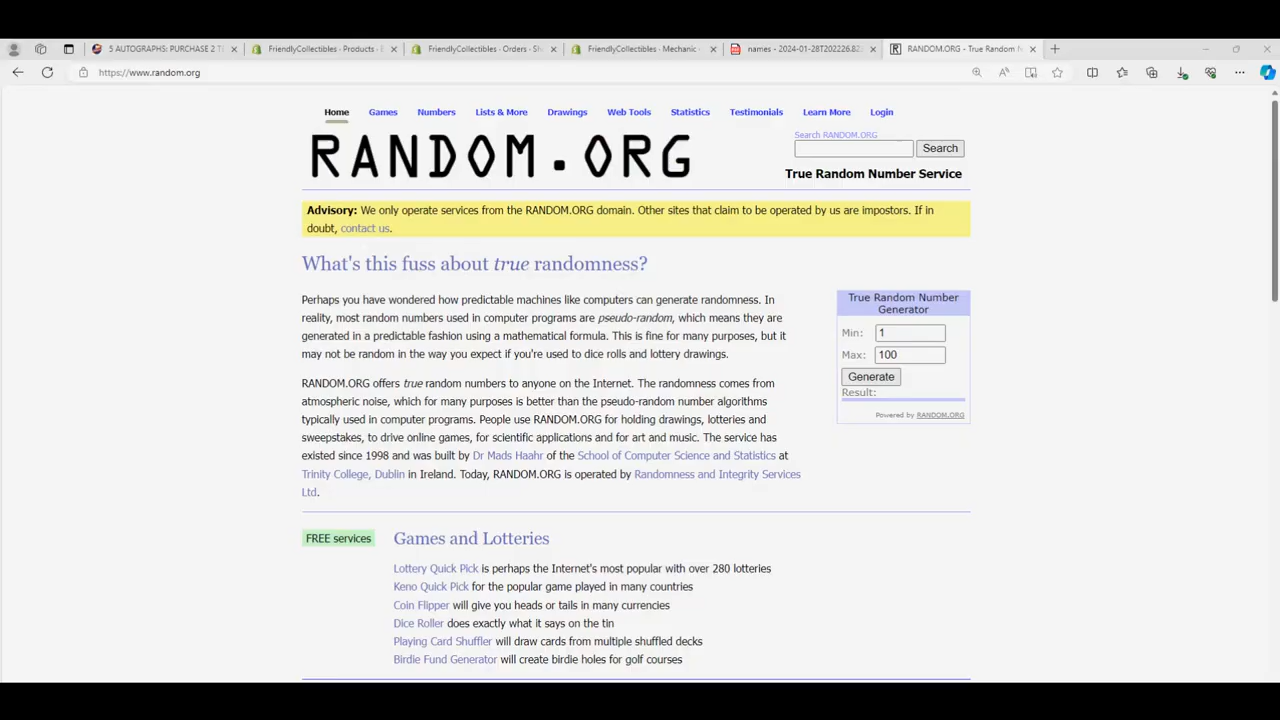 5 AUTOGRAPHS: PURCHASE 2 T
FriendlyCollectibles - Products - 
FriendlyCollectibles - Orders - Sh
FriendlyCollectibles - Mechanic -
names - 2024-01-28T202226.82
RANDOM.ORG - True Random N
https://www.random.org
Home Games Numbers Lists & More Drawings Web Tools Statistics Testimonials Learn More Login
RANDOM.ORG
Search RANDOM.ORG
Search
True Random Number Service
Advisory: We only operate services from the RANDOM.ORG domain. Other sites that claim to be operated by us are impostors. If in
doubt, contact us.
What's this fuss about true randomness?
Perhaps you have wondered how predictable machines like computers can generate randomness. In
reality, most random numbers used in computer programs are pseudo-random, which means they are
generated in a predictable fashion using a mathematical formula. This is fine for many purposes, but it
may not be random in the way you expect if you're used to dice rolls and lottery drawings.
RANDOM.ORG offers true random numbers to anyone on the Internet. The randomness comes from
atmospheric noise, which for many purposes is better than the pseudo-random number algorithms
typically used in computer programs. People use RANDOM.ORG for holding drawings, lotteries and
sweepstakes, to drive online games, for scientific applications and for art and music. The service has
existed since 1998 and was built by Dr Mads Haahr of the School of Computer Science and Statistics at
Trinity College, Dublin in Ireland. Today, RANDOM.ORG is operated by Randomness and Integrity Services
Ltd.
True Random Number
Generator
Min: 1
Max: 100
Generate
Result:
Powered by RANDOM.ORG
FREE services
Games and Lotteries
Lottery Quick Pick is perhaps the Internet's most popular with over 280 lotteries
Keno Quick Pick for the popular game played in many countries
Coin Flipper will give you heads or tails in many currencies
Dice Roller does exactly what it says on the tin
Playing Card Shuffler will draw cards from multiple shuffled decks
Birdie Fund Generator will create birdie holes for golf courses